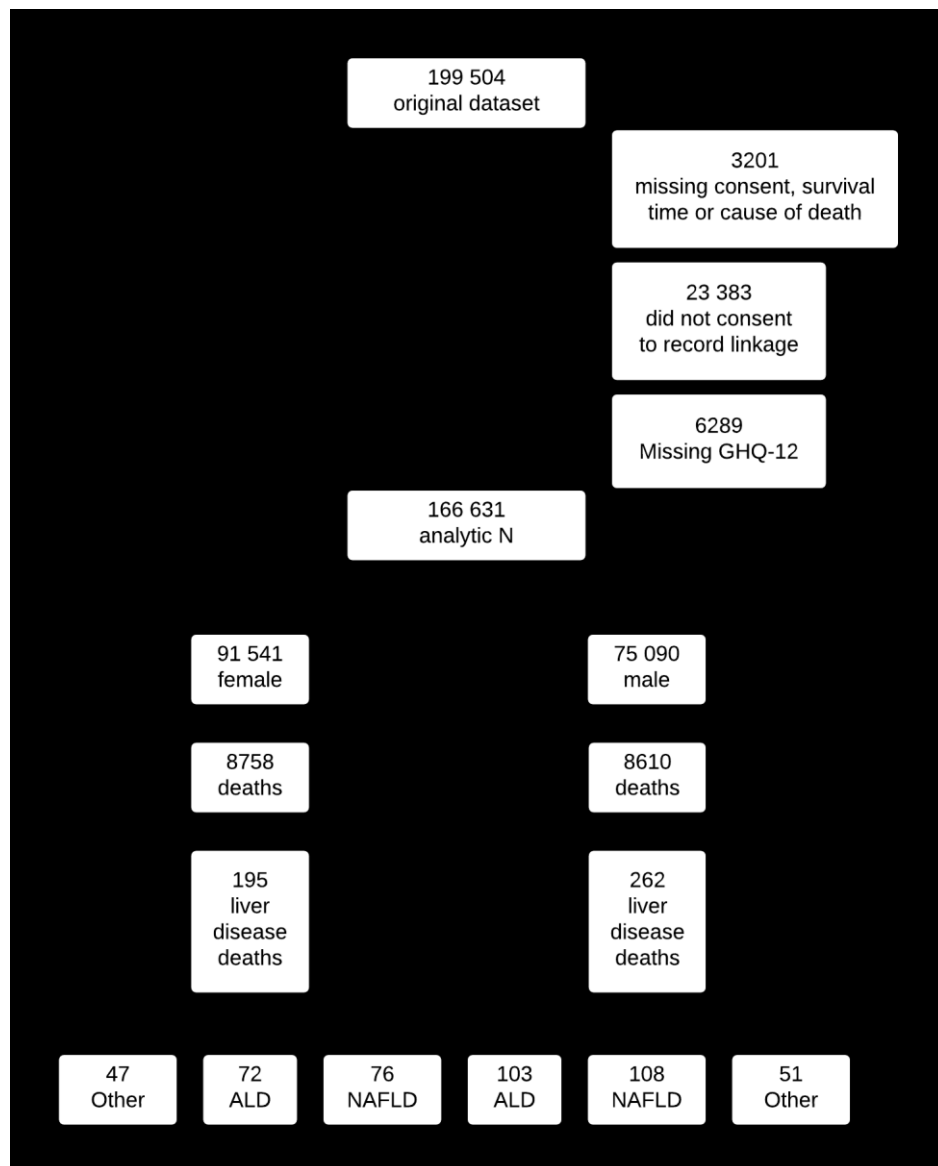 199 504
original dataset
3201
missing consent, survival
time or cause of death
23 383
did not consent
to record linkage
6289
Missing GHQ-12
166 631
analytic N
91 541
female
75 090
male
8758
deaths
8610
deaths
195
liver
disease
deaths
262
liver
disease
deaths
47
Other
72
ALD
76
NAFLD
103
ALD
108
NAFLD
51
Other